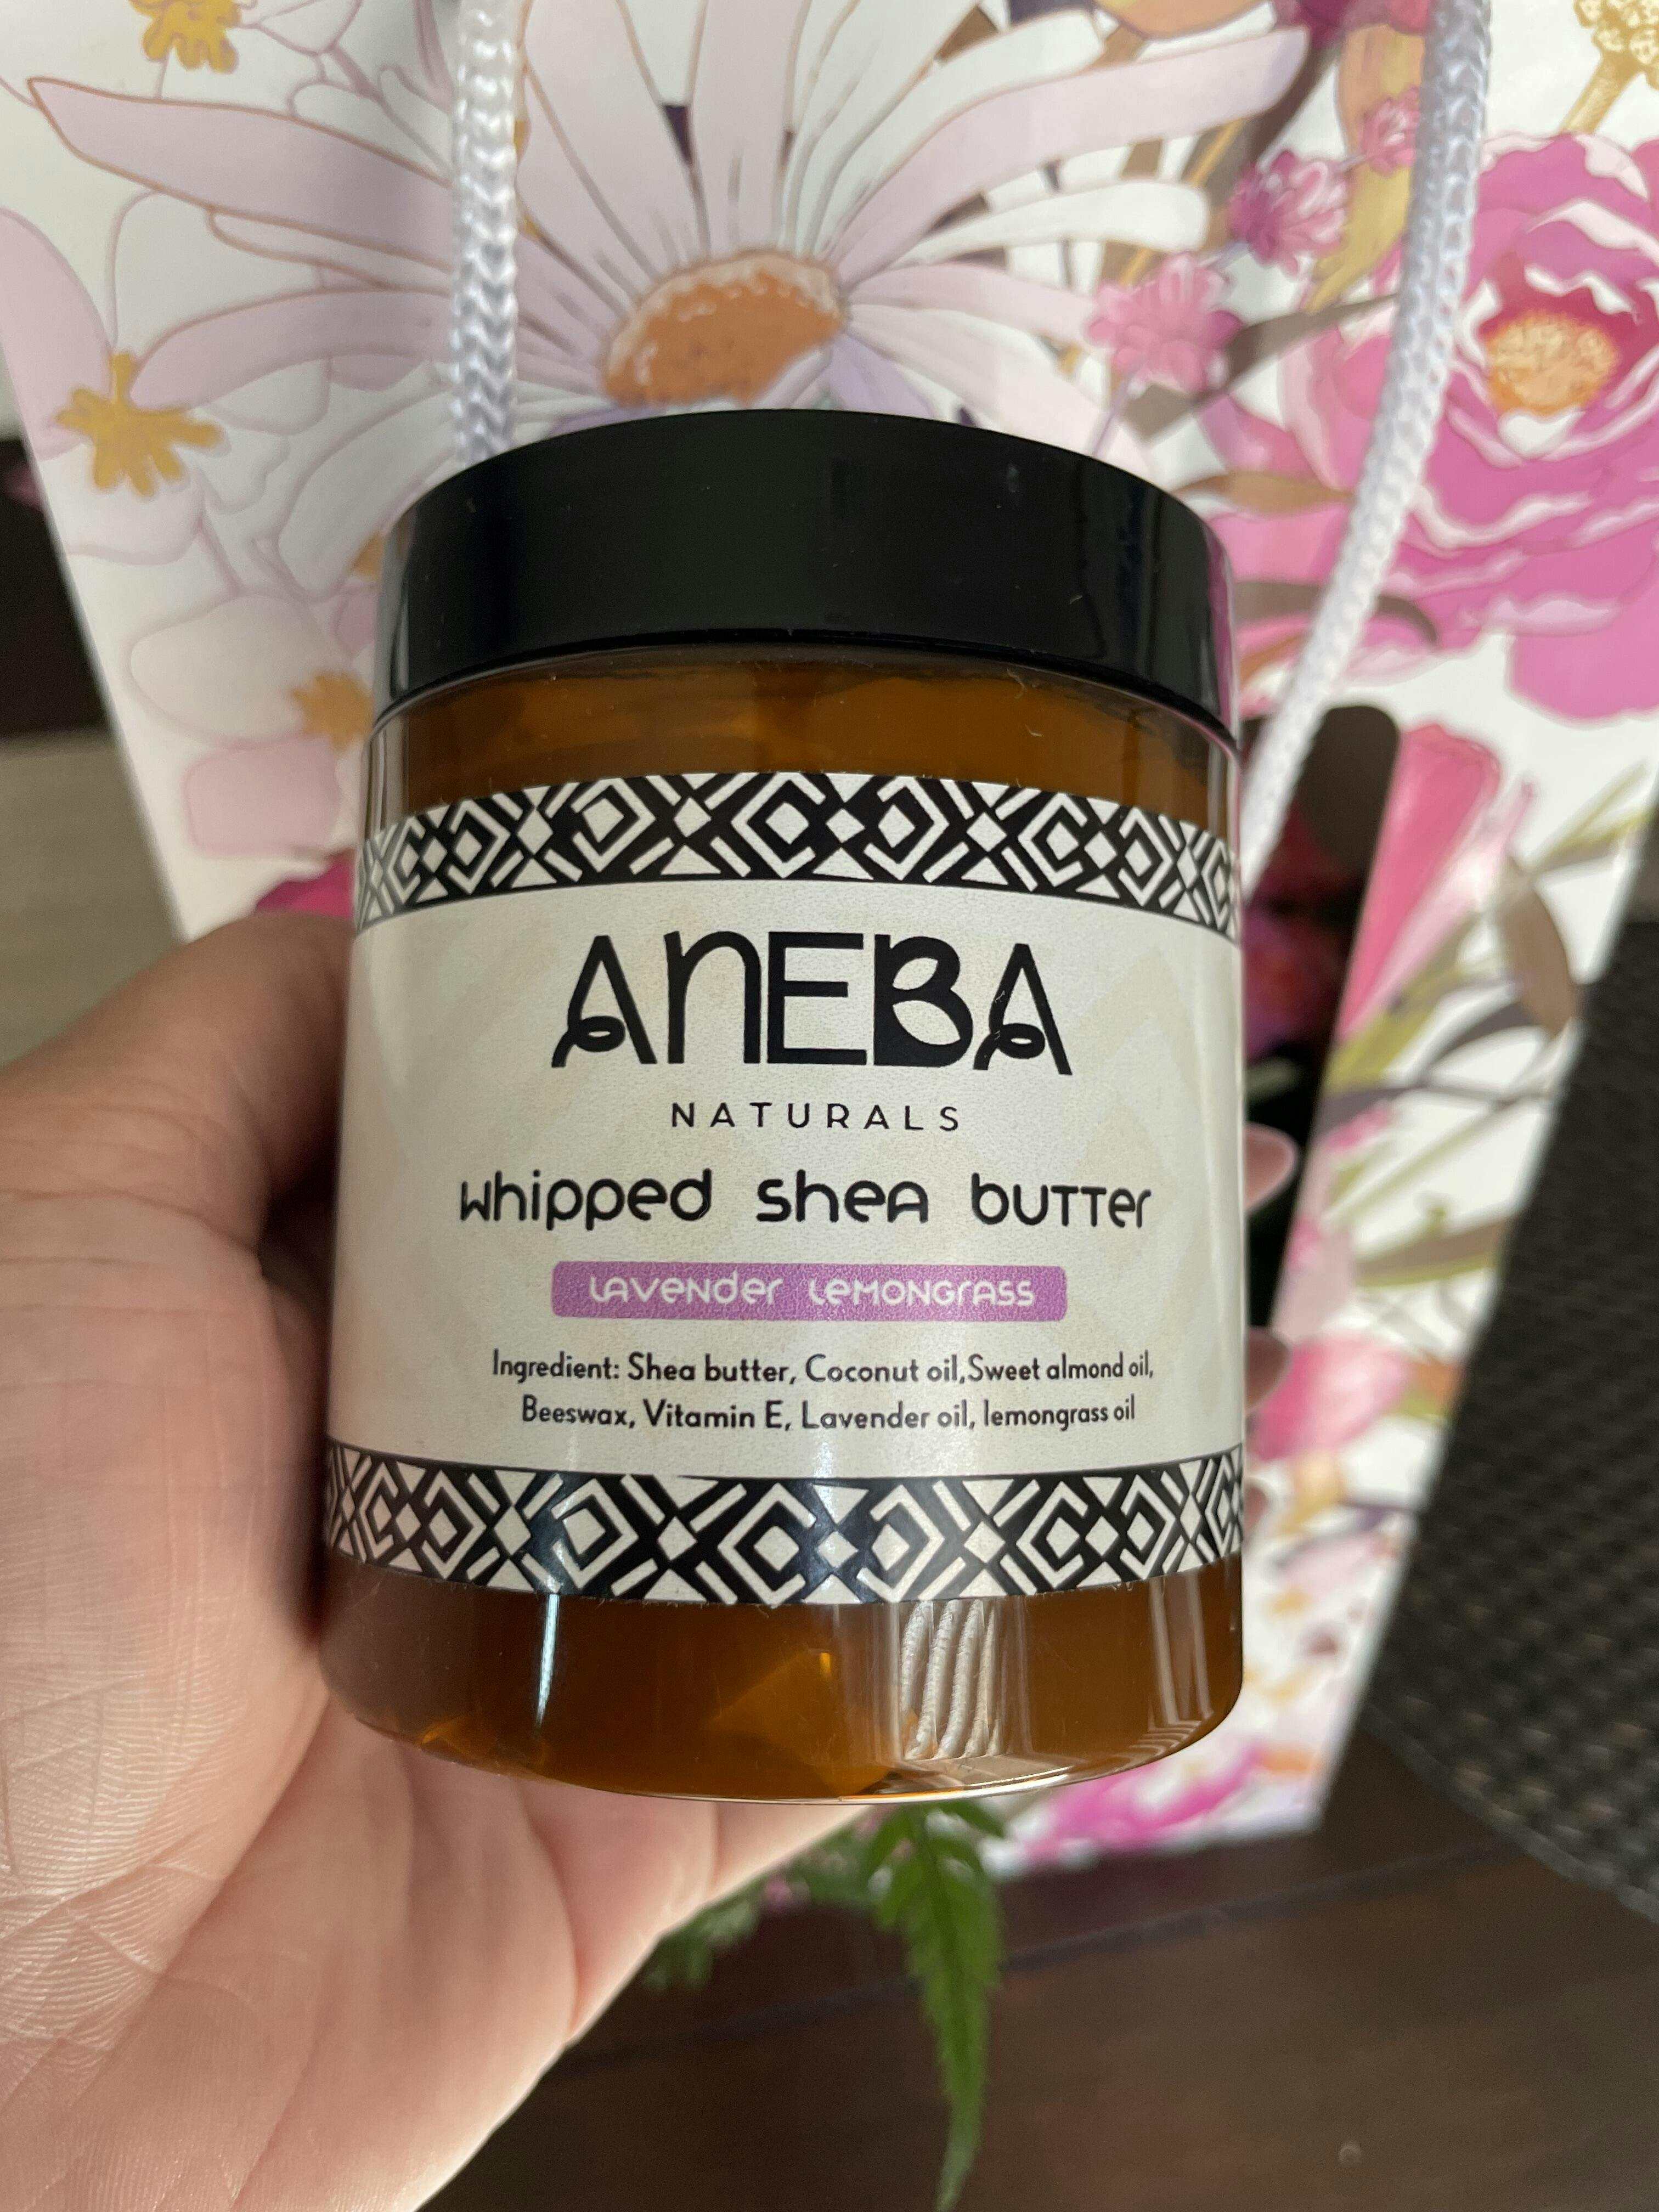 ANEBA
NATURALS
whipped shea butter
LAVENDER LEMONGRASS
Ingredient: Shea butter, Coconut oil,Sweet almond oil,
Beeswax, Vitamin E, Lavender oil, lemongrass oil